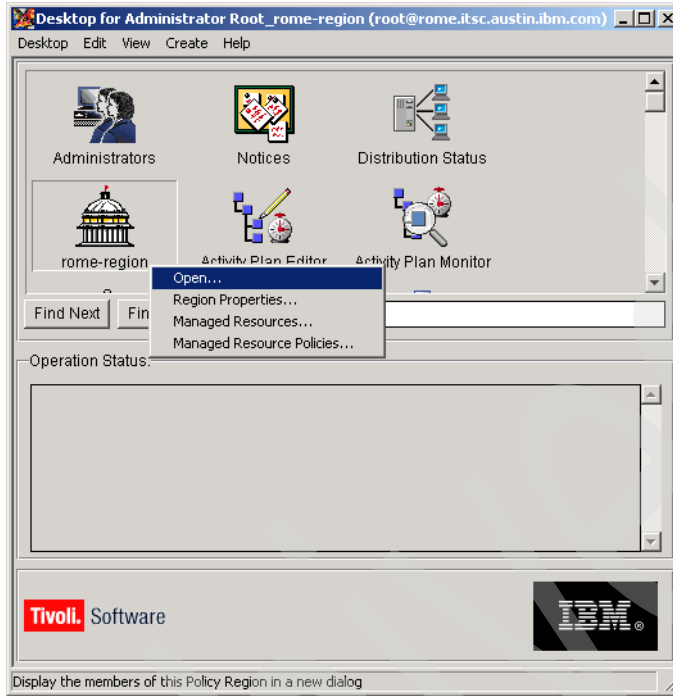 Desktop for Administrator Root_rome-region (root@rome.itsc.austin.ibm.com)
Desktop Edit View Create Help
Administrators Notices Distribution Status
rome-region Activity Plan Editor Activity Plan Monitor
Open...
Region Properties...
Managed Resources...
Managed Resource Policies...
Find Next Fin
Operation Status:
Tivoli. Software IBM®
Display the members of this Policy Region in a new dialog